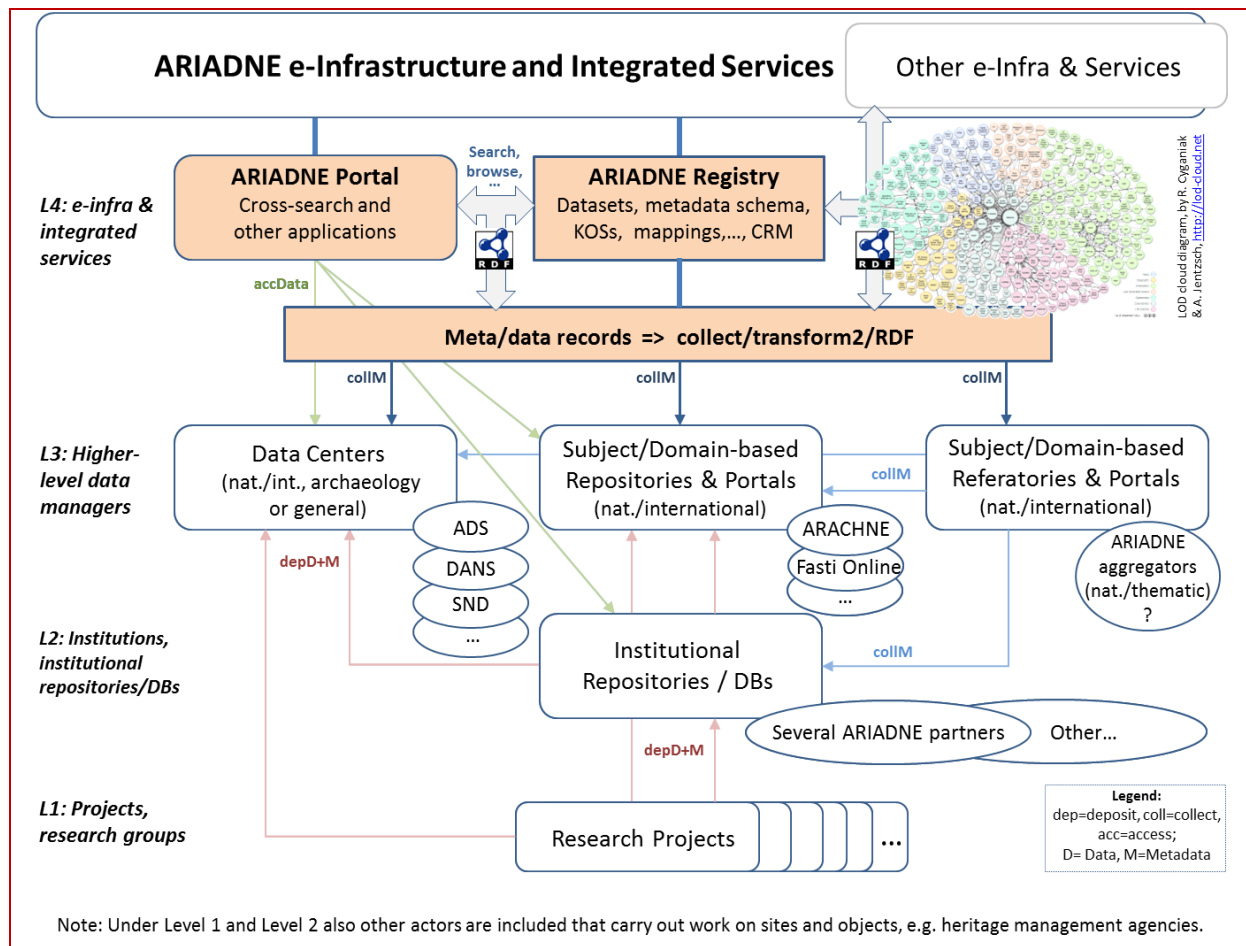 ARIADNE e-Infrastructure and Integrated Services
Other e-Infra & Services
L4: e-infra &
integrated
services
ARIADNE Portal
Cross-search and
other applications
Search,
browse,
...
ARIADNE Registry
Datasets, metadata schema,
KOSs, mappings,..., CRM
RDF
RDF
LOD cloud diagram, by R. Cyganiak
& A. Jentzsch, http://lod-cloud.net
accData
Meta/data records => collect/transform2/RDF
collM
collM
collM
L3: Higher-
level data
managers
Data Centers
(nat./int., archaeology
or general)
Subject/Domain-based
Repositories & Portals
(nat./international)
Subject/Domain-based
Referatories & Portals
(nat./international)
collM
ADS
DANS
SND
...
ARACHNE
Fasti Online
...
ARIADNE
aggregators
(nat./thematic)
?
depD+M
L2: Institutions,
institutional
repositories/DBs
Institutional
Repositories / DBs
collM
Several ARIADNE partners
Other...
depD+M
L1: Projects,
research groups
Research Projects
...
Legend:
dep=deposit, coll=collect,
acc=access;
D= Data, M=Metadata
Note: Under Level 1 and Level 2 also other actors are included that carry out work on sites and objects, e.g. heritage management agencies.